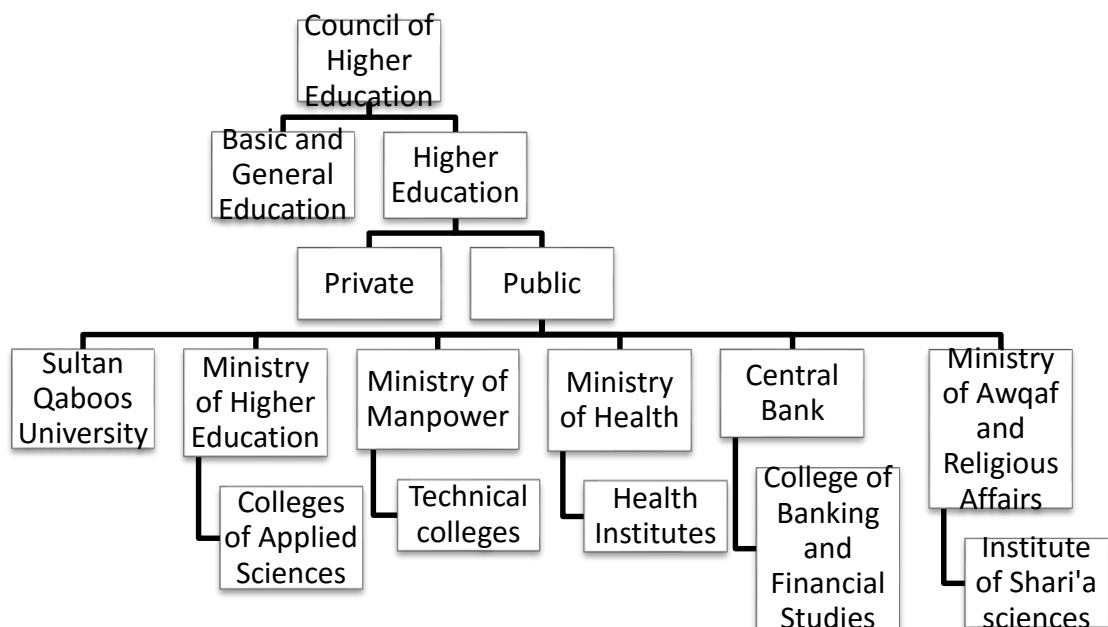 Council of
Higher
Education
Basic and
General
Education
Higher
Education
Private
Public
Sultan
Qaboos
University
Ministry
of Higher
Education
Ministry of
Manpower
Ministry
of Health
Central
Bank
Ministry
of Awqaf
and
Religious
Affairs
Colleges
of Applied
Sciences
Technical
colleges
Health
Institutes
College of
Banking
and
Financial
Studies
Institute
of Shari'a
sciences